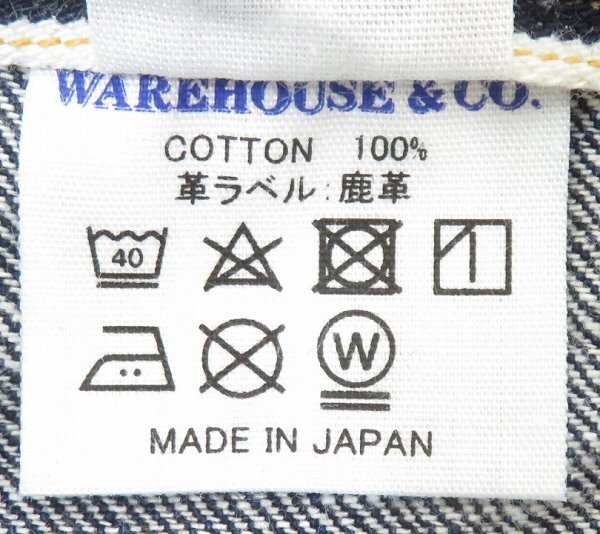 WAREHOUSE & CO.
COTTON 100%
革ラベル:鹿革
40
W
MADE IN JAPAN